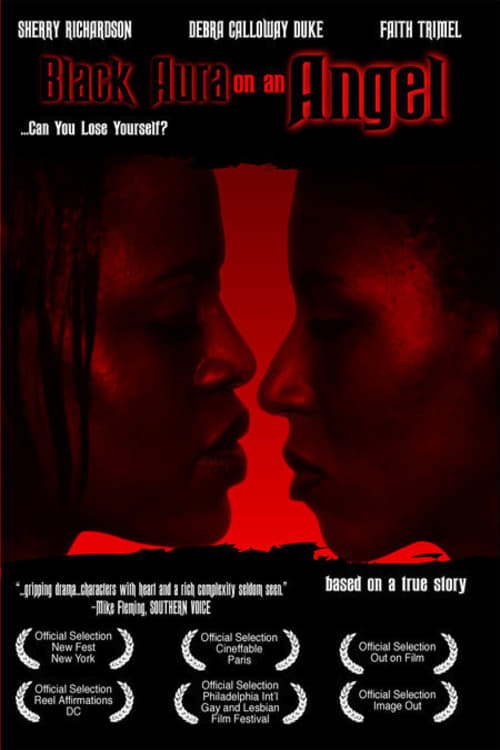 SHERRY RICHARDSON DEBRA CALLOWAY DUKE FAITH TRIMEL
Black Aura on an Angel
...Can You Lose Yourself?
"...gripping drama...characters with heart and a rich complexity seldom seen."
–Mike Fleming, SOUTHERN VOICE
based on a true story
Official Selection
New Fest
New York
Official Selection
Cineffable
Paris
Official Selection
Out on Film
Official Selection
Reel Affirmations
DC
Official Selection
Philadelphia Int'l
Gay and Lesbian
Film Festival
Official Selection
Image Out